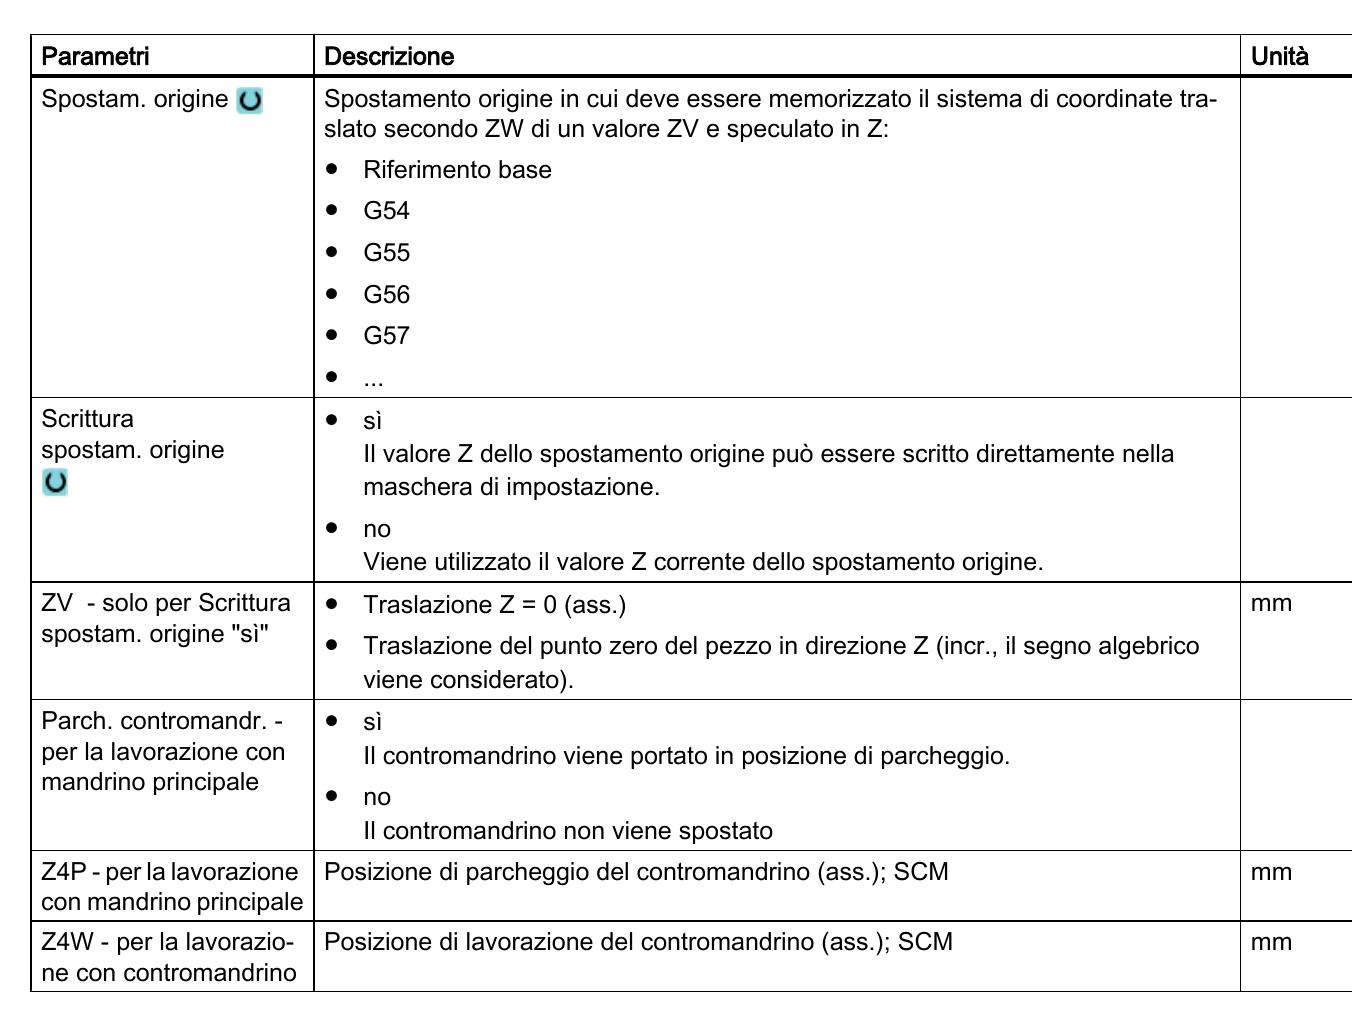 Parametri
Descrizione
Unità
Spostam. origine
Spostamento origine in cui deve essere memorizzato il sistema di coordinate tra-
slato secondo ZW di un valore ZV e speculato in Z:
● Riferimento base
● G54
● G55
● G56
● G57
● ...
Scrittura
spostam. origine
● sì
Il valore Z dello spostamento origine può essere scritto direttamente nella
maschera di impostazione.
● no
Viene utilizzato il valore Z corrente dello spostamento origine.
ZV - solo per Scrittura
spostam. origine "sì"
● Traslazione Z = 0 (ass.)
● Traslazione del punto zero del pezzo in direzione Z (incr., il segno algebrico
viene considerato).
mm
Parch. contromandr. -
per la lavorazione con
mandrino principale
● sì
Il contromandrino viene portato in posizione di parcheggio.
● no
Il contromandrino non viene spostato
Z4P - per la lavorazione
con mandrino principale
Posizione di parcheggio del contromandrino (ass.); SCM
mm
Z4W - per la lavorazio-
ne con contromandrino
Posizione di lavorazione del contromandrino (ass.); SCM
mm